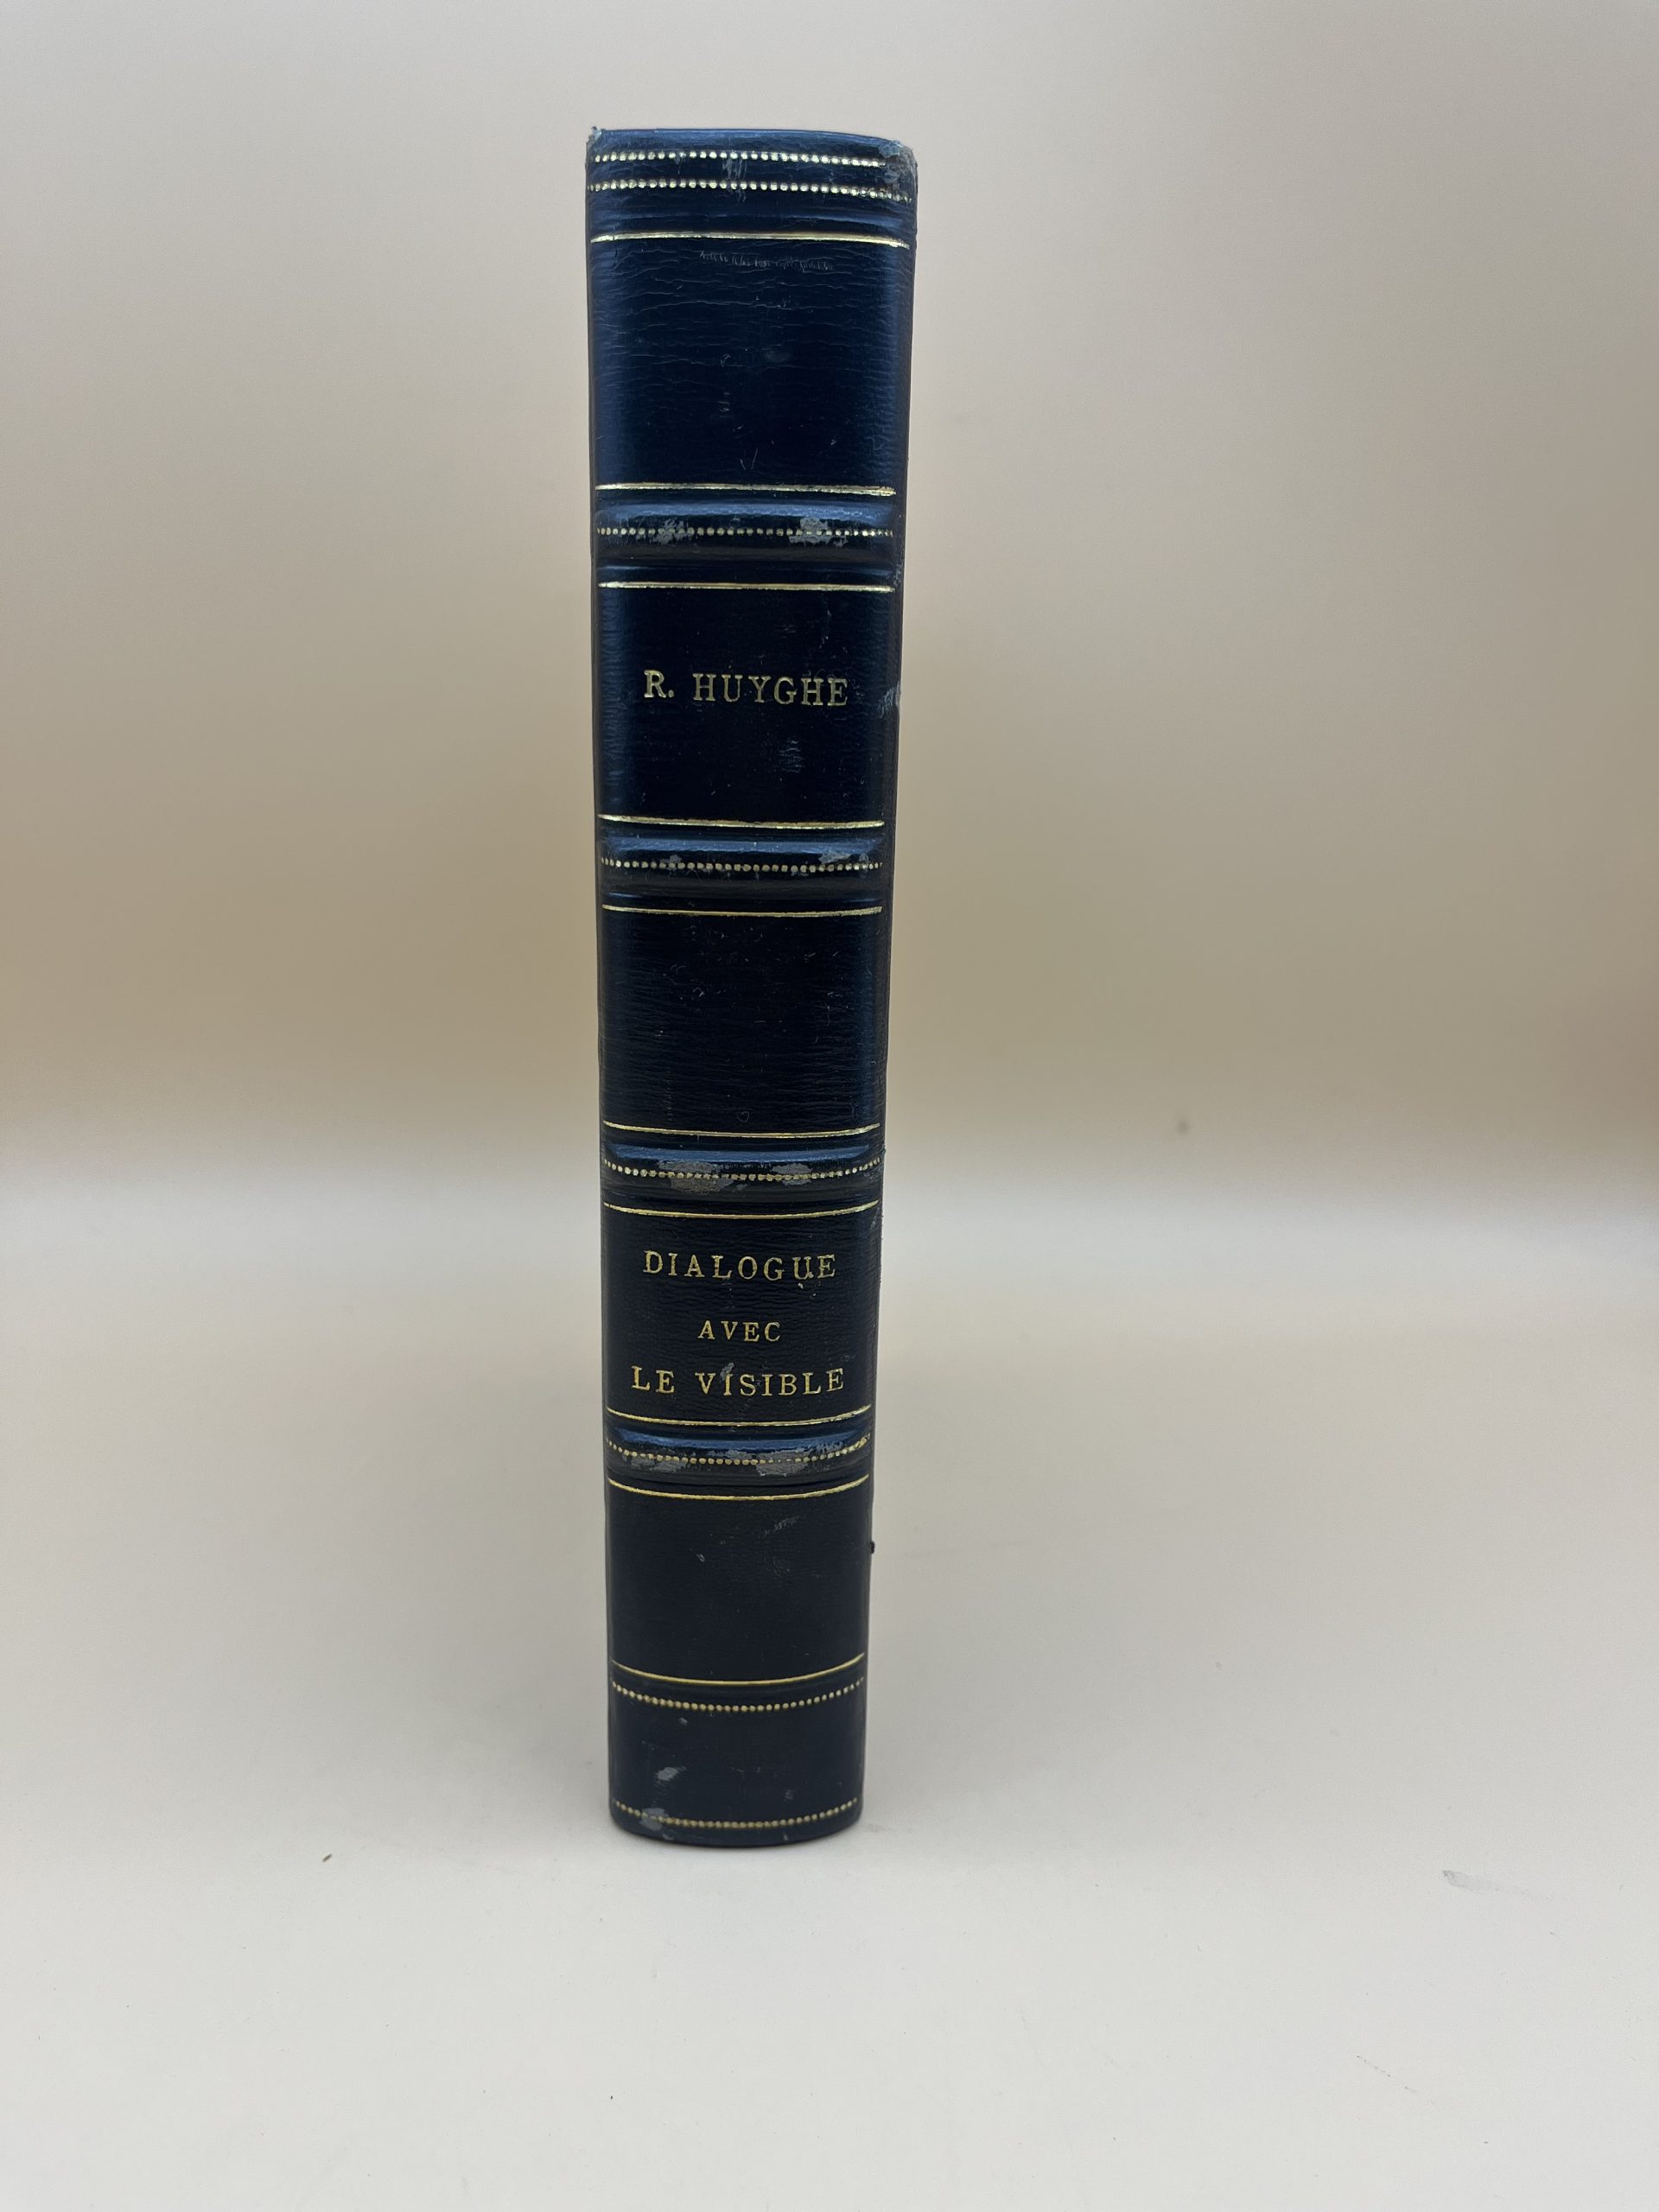 R. HUYGHE
DIALOGUE
AVEC
LE VISIBLE